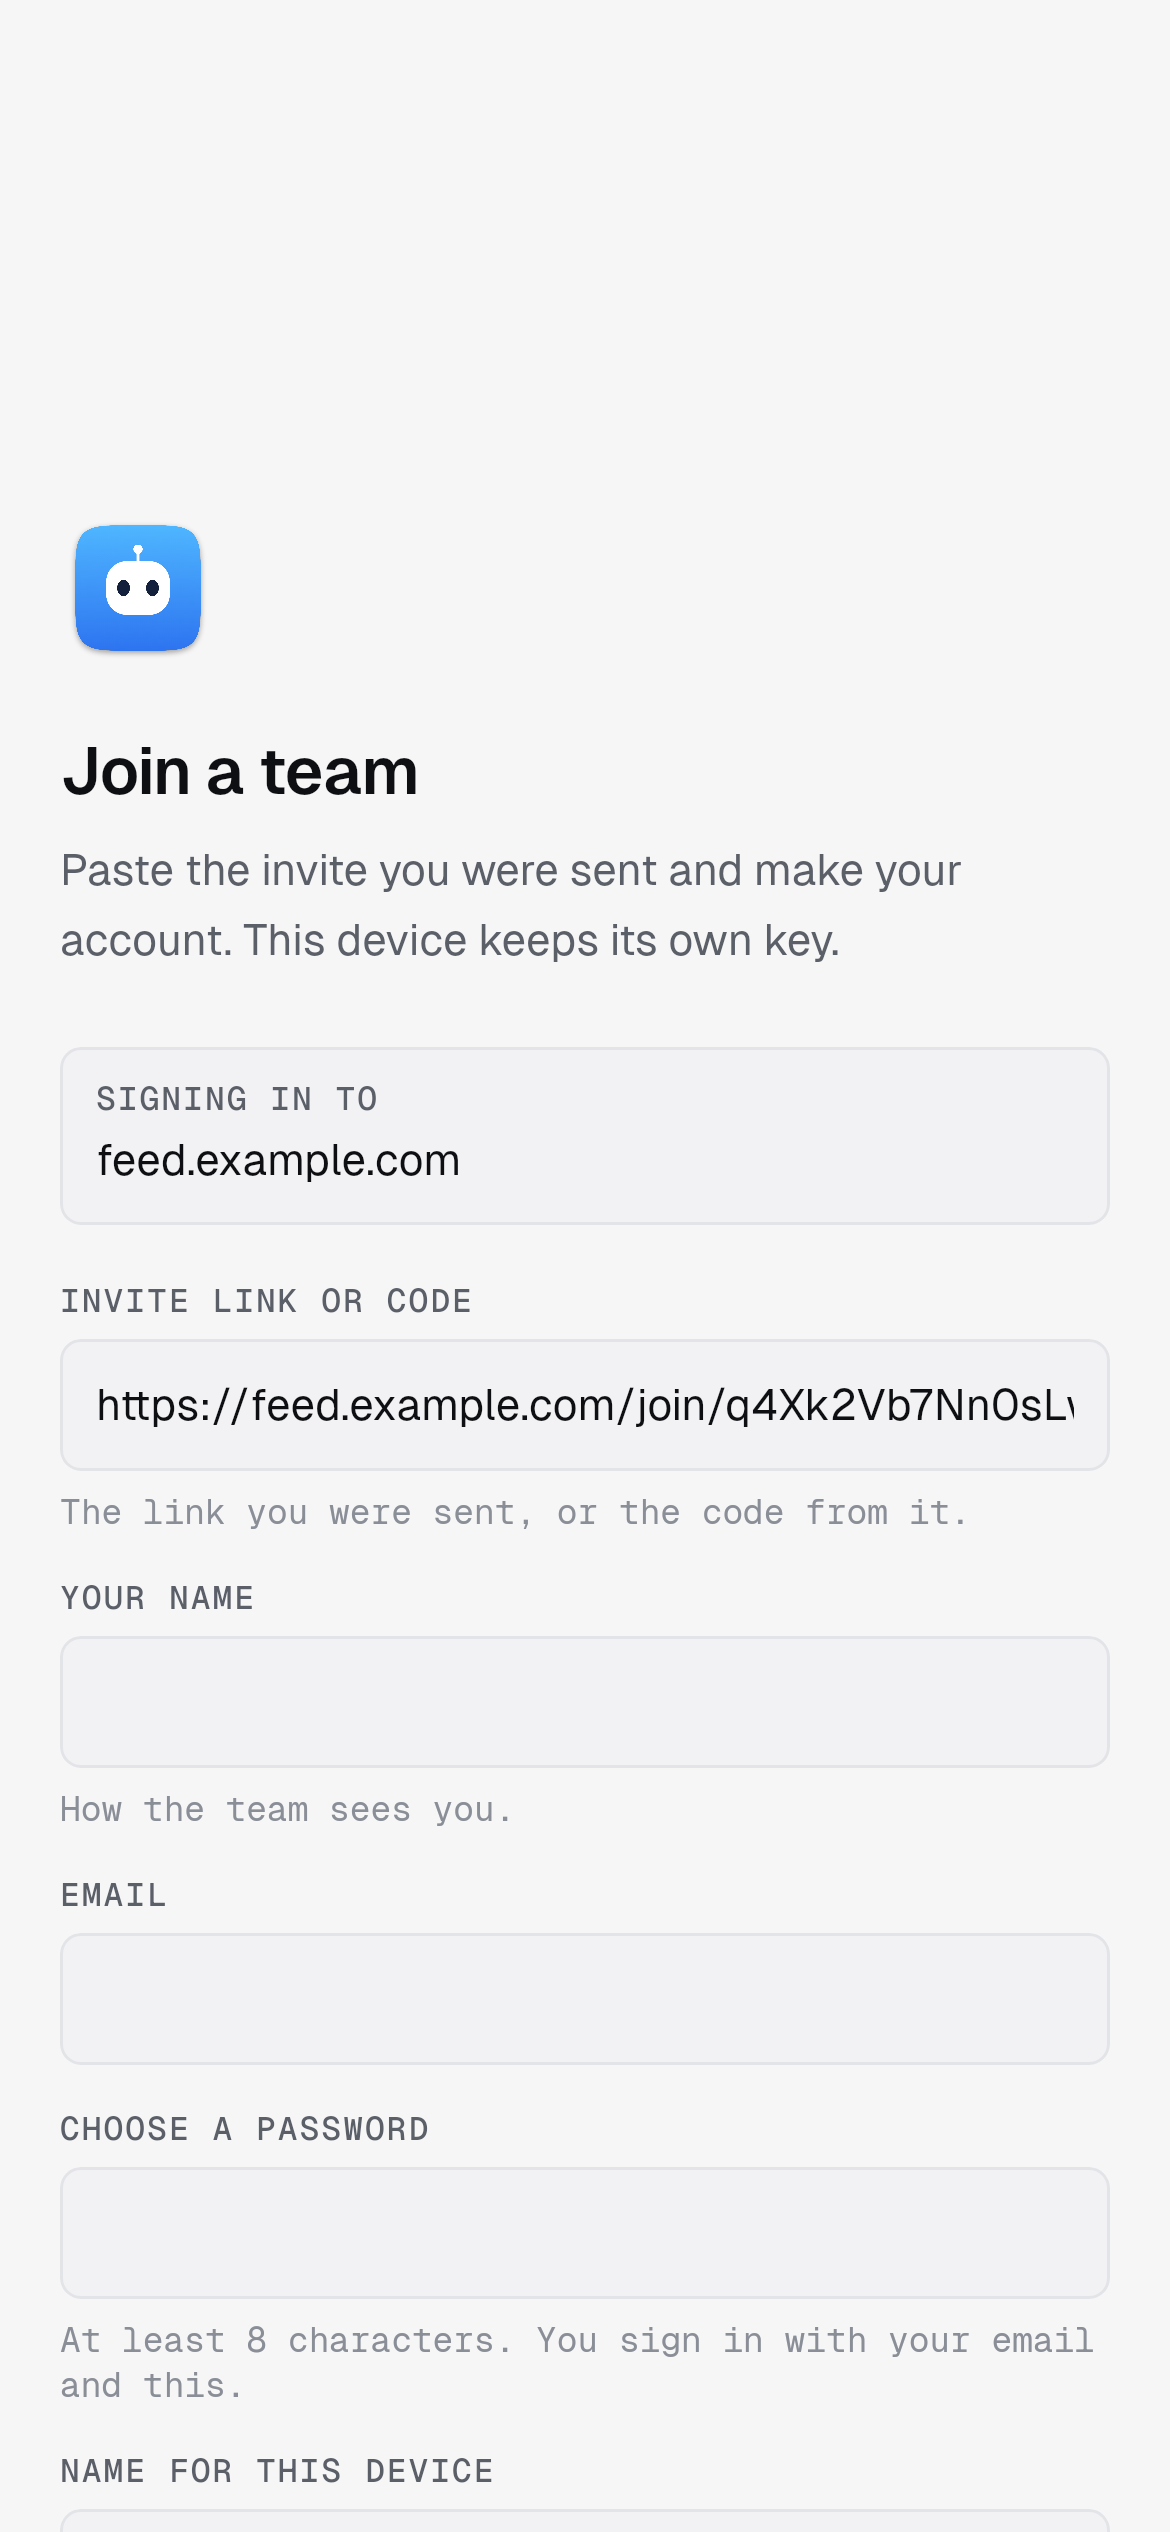 Join a team
Paste the invite you were sent and make your
account. This device keeps its own key.
SIGNING IN TO
feed.example.com
INVITE LINK OR CODE
https://feed.example.com/join/q4Xk2Vb7Nn0sL
The link you were sent, or the code from it.
YOUR NAME
How the team sees you.
EMAIL
CHOOSE A PASSWORD
At least 8 characters. You sign in with your email
and this.
NAME FOR THIS DEVICE